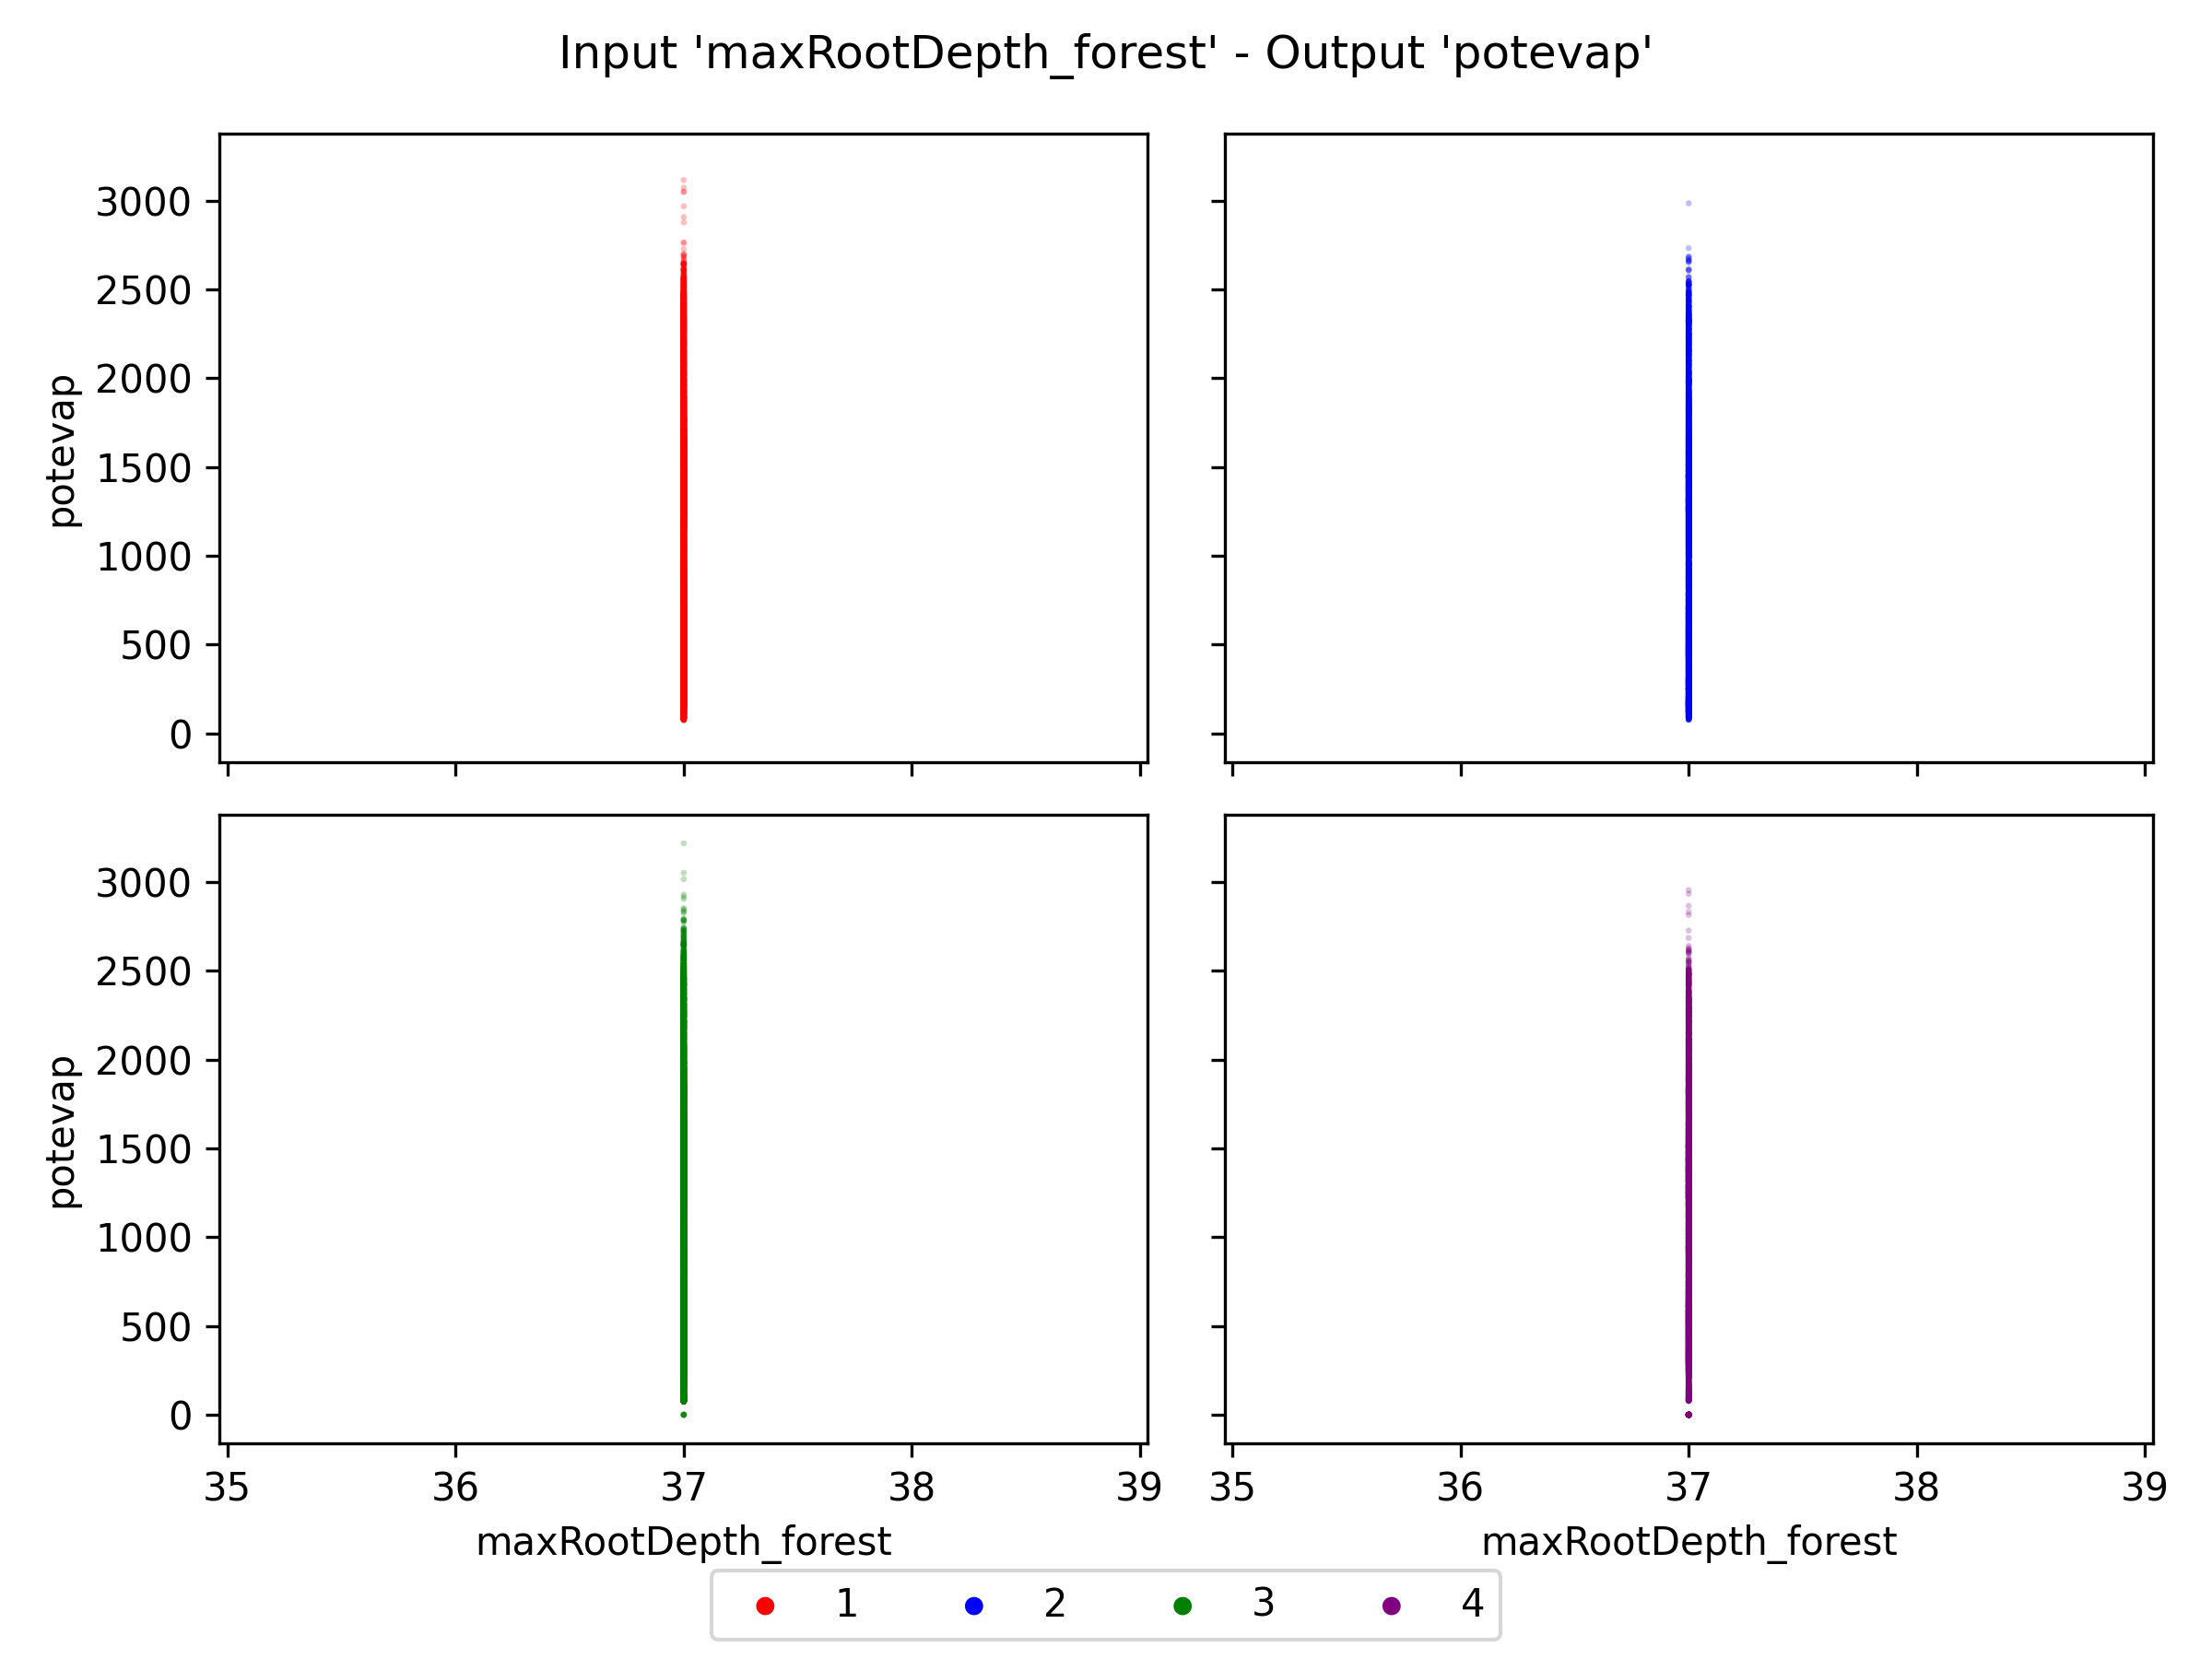 Input 'maxRootDepth_forest' - Output 'potevap'
3000
2500
2000
1500
1000
500
0
potevap
3000
2500
2000
1500
1000
500
0
potevap
35 36 37 38 39 35 36 37 38 39
maxRootDepth_forest maxRootDepth_forest
1 2 3 4